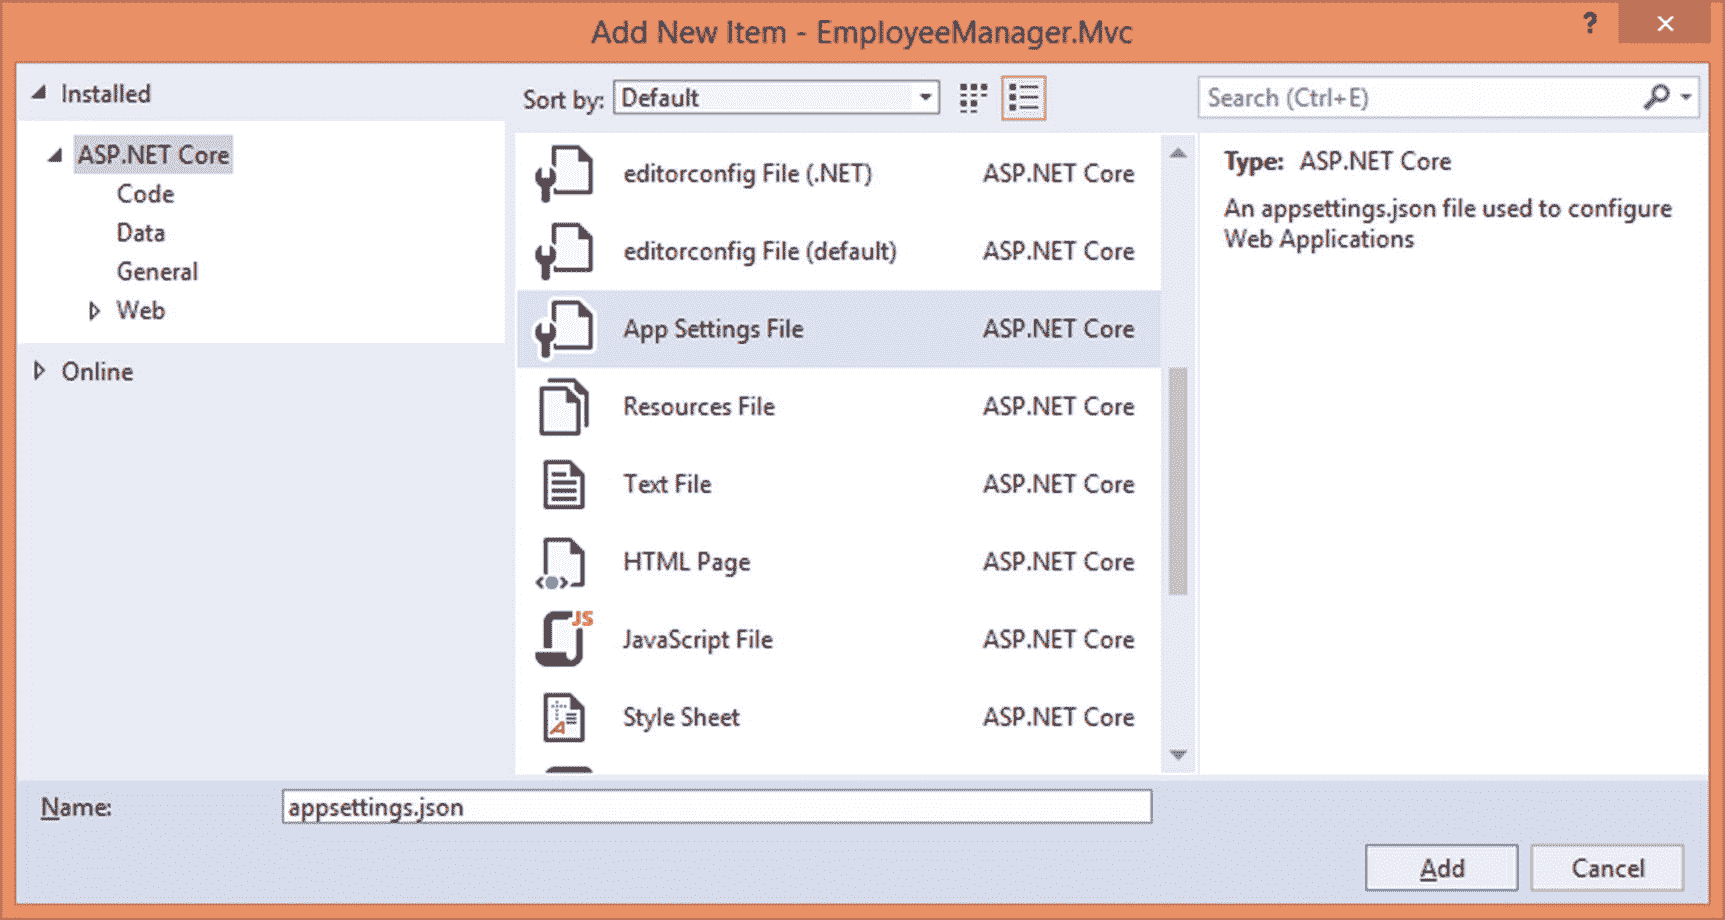 Add New Item - EmployeeManager.Mvc
?
Installed
Sort by: Default
Search (Ctrl+E)
ASP.NET Core
Code
Data
General
Web
Online
editorconfig File (.NET) ASP.NET Core
editorconfig File (default) ASP.NET Core
App Settings File ASP.NET Core
Resources File ASP.NET Core
Text File ASP.NET Core
HTML Page ASP.NET Core
JS
JavaScript File ASP.NET Core
Style Sheet ASP.NET Core
Type: ASP.NET Core
An appsettings.json file used to configure
Web Applications
Name: appsettings.json
Add Cancel